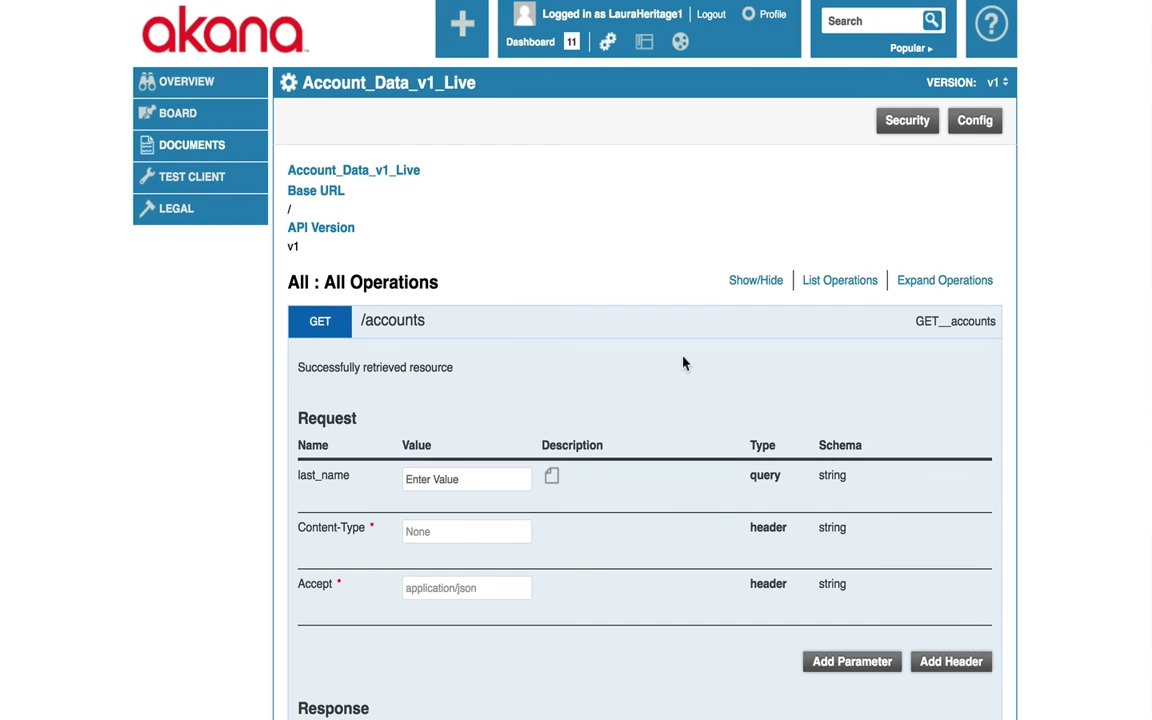 akana
Logged in as LauraHeritage1 Logout Profile
Dashboard 11
Search
Popular ▸
?
OVERVIEW
BOARD
DOCUMENTS
TEST CLIENT
LEGAL
Account_Data_v1_Live VERSION: v1
Security Config
Account_Data_v1_Live
Base URL
/
API Version
v1
All : All Operations Show/Hide List Operations Expand Operations
GET /accounts GET__accounts
Successfully retrieved resource
Request
Name Value Description Type Schema
last_name Enter Value query string
Content-Type * None header string
Accept * application/json header string
Add Parameter Add Header
Response